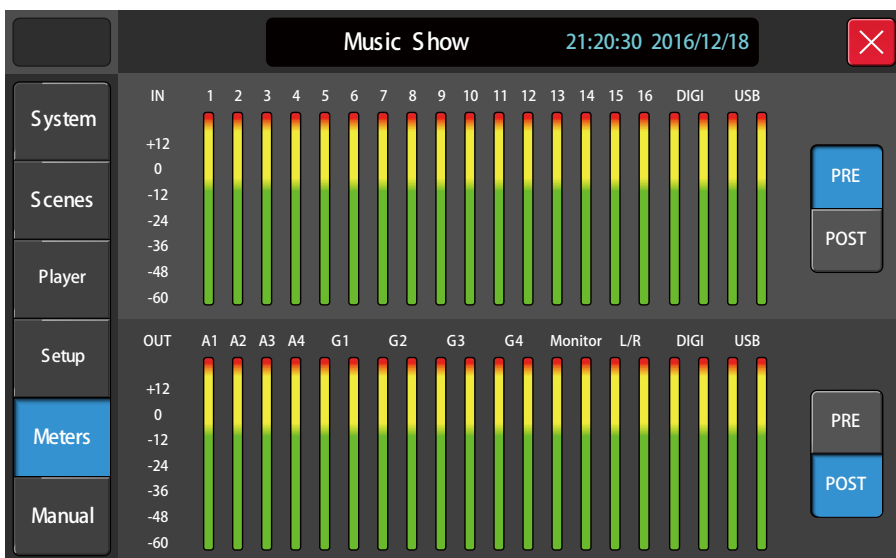 Music Show 21:20:30 2016/12/18
System
Scenes
Player
Setup
Meters
Manual
IN 1 2 3 4 5 6 7 8 9 10 11 12 13 14 15 16 DIGI USB
+12
0
-12
-24
-36
-48
-60
PRE
POST
OUT A1 A2 A3 A4 G1 G2 G3 G4 Monitor L/R DIGI USB
+12
0
-12
-24
-36
-48
-60
PRE
POST